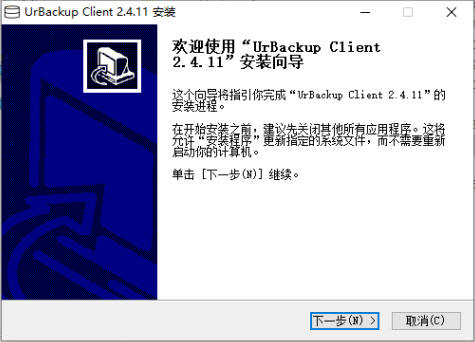 UrBackup Client 2.4.11 安装
欢迎使用“UrBackup Client
2.4.11”安装向导
这个向导将指引你完成“UrBackup Client 2.4.11”的
安装进程。
在开始安装之前，建议先关闭其他所有应用程序。这将
允许“安装程序”更新指定的系统文件，而不需要重新
启动你的计算机。
单击 [下一步(N)] 继续。
下一步(N) >
取消(C)